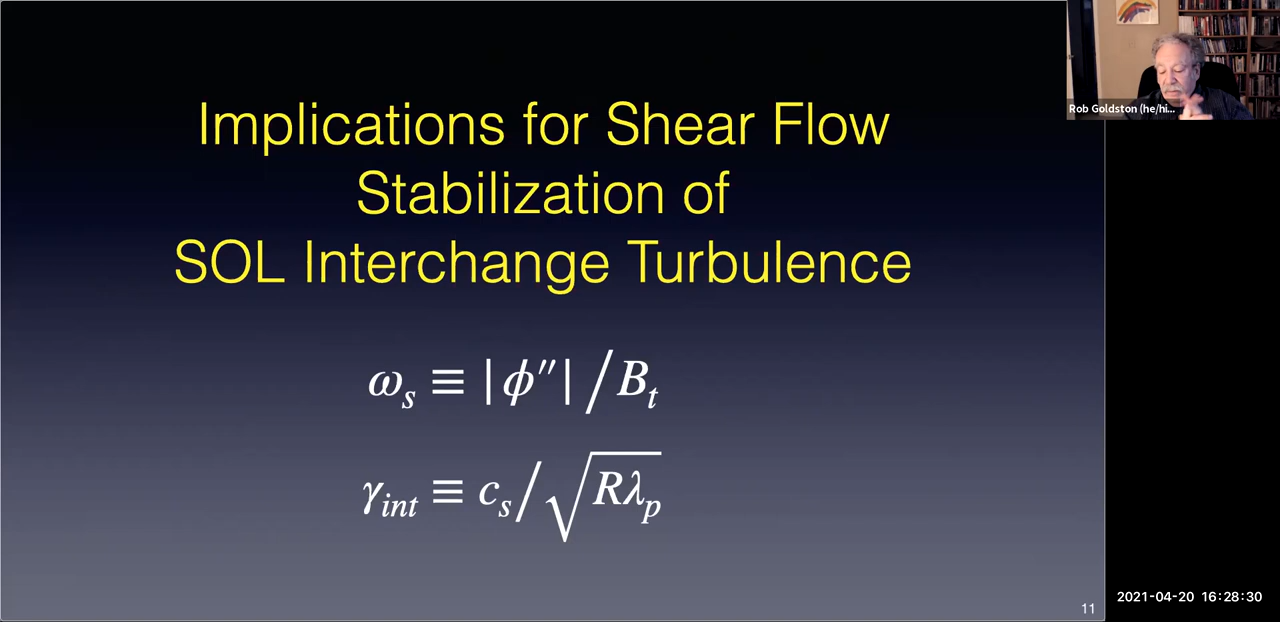 Implications for Shear Flow
Stabilization of
SOL Interchange Turbulence
ω_s ≡ |ϕ″| / B_t
γ_int ≡ c_s / √(Rλ_p)
11
Rob Goldston (he/hi...
2021-04-20 16:28:30